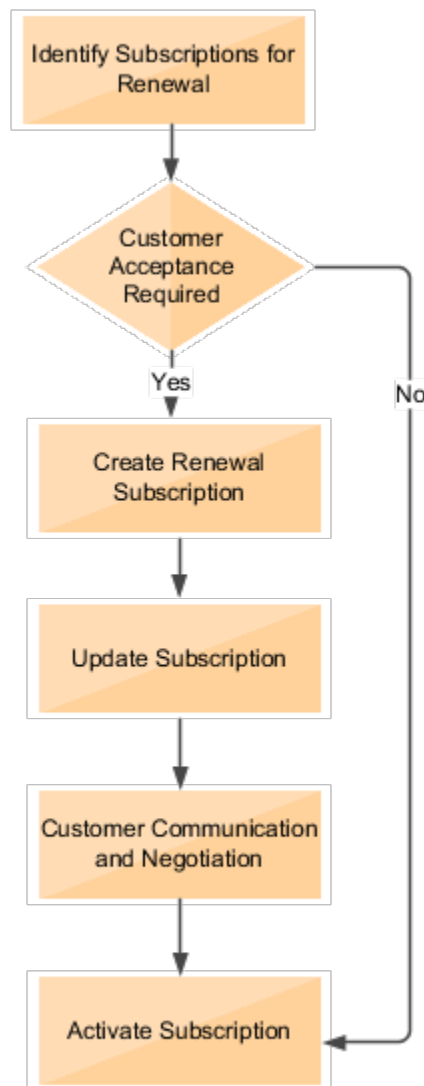 Identify Subscriptions for
Renewal
Customer
Acceptance
Required
Yes
No
Create Renewal
Subscription
Update Subscription
Customer Communication
and Negotiation
Activate Subscription